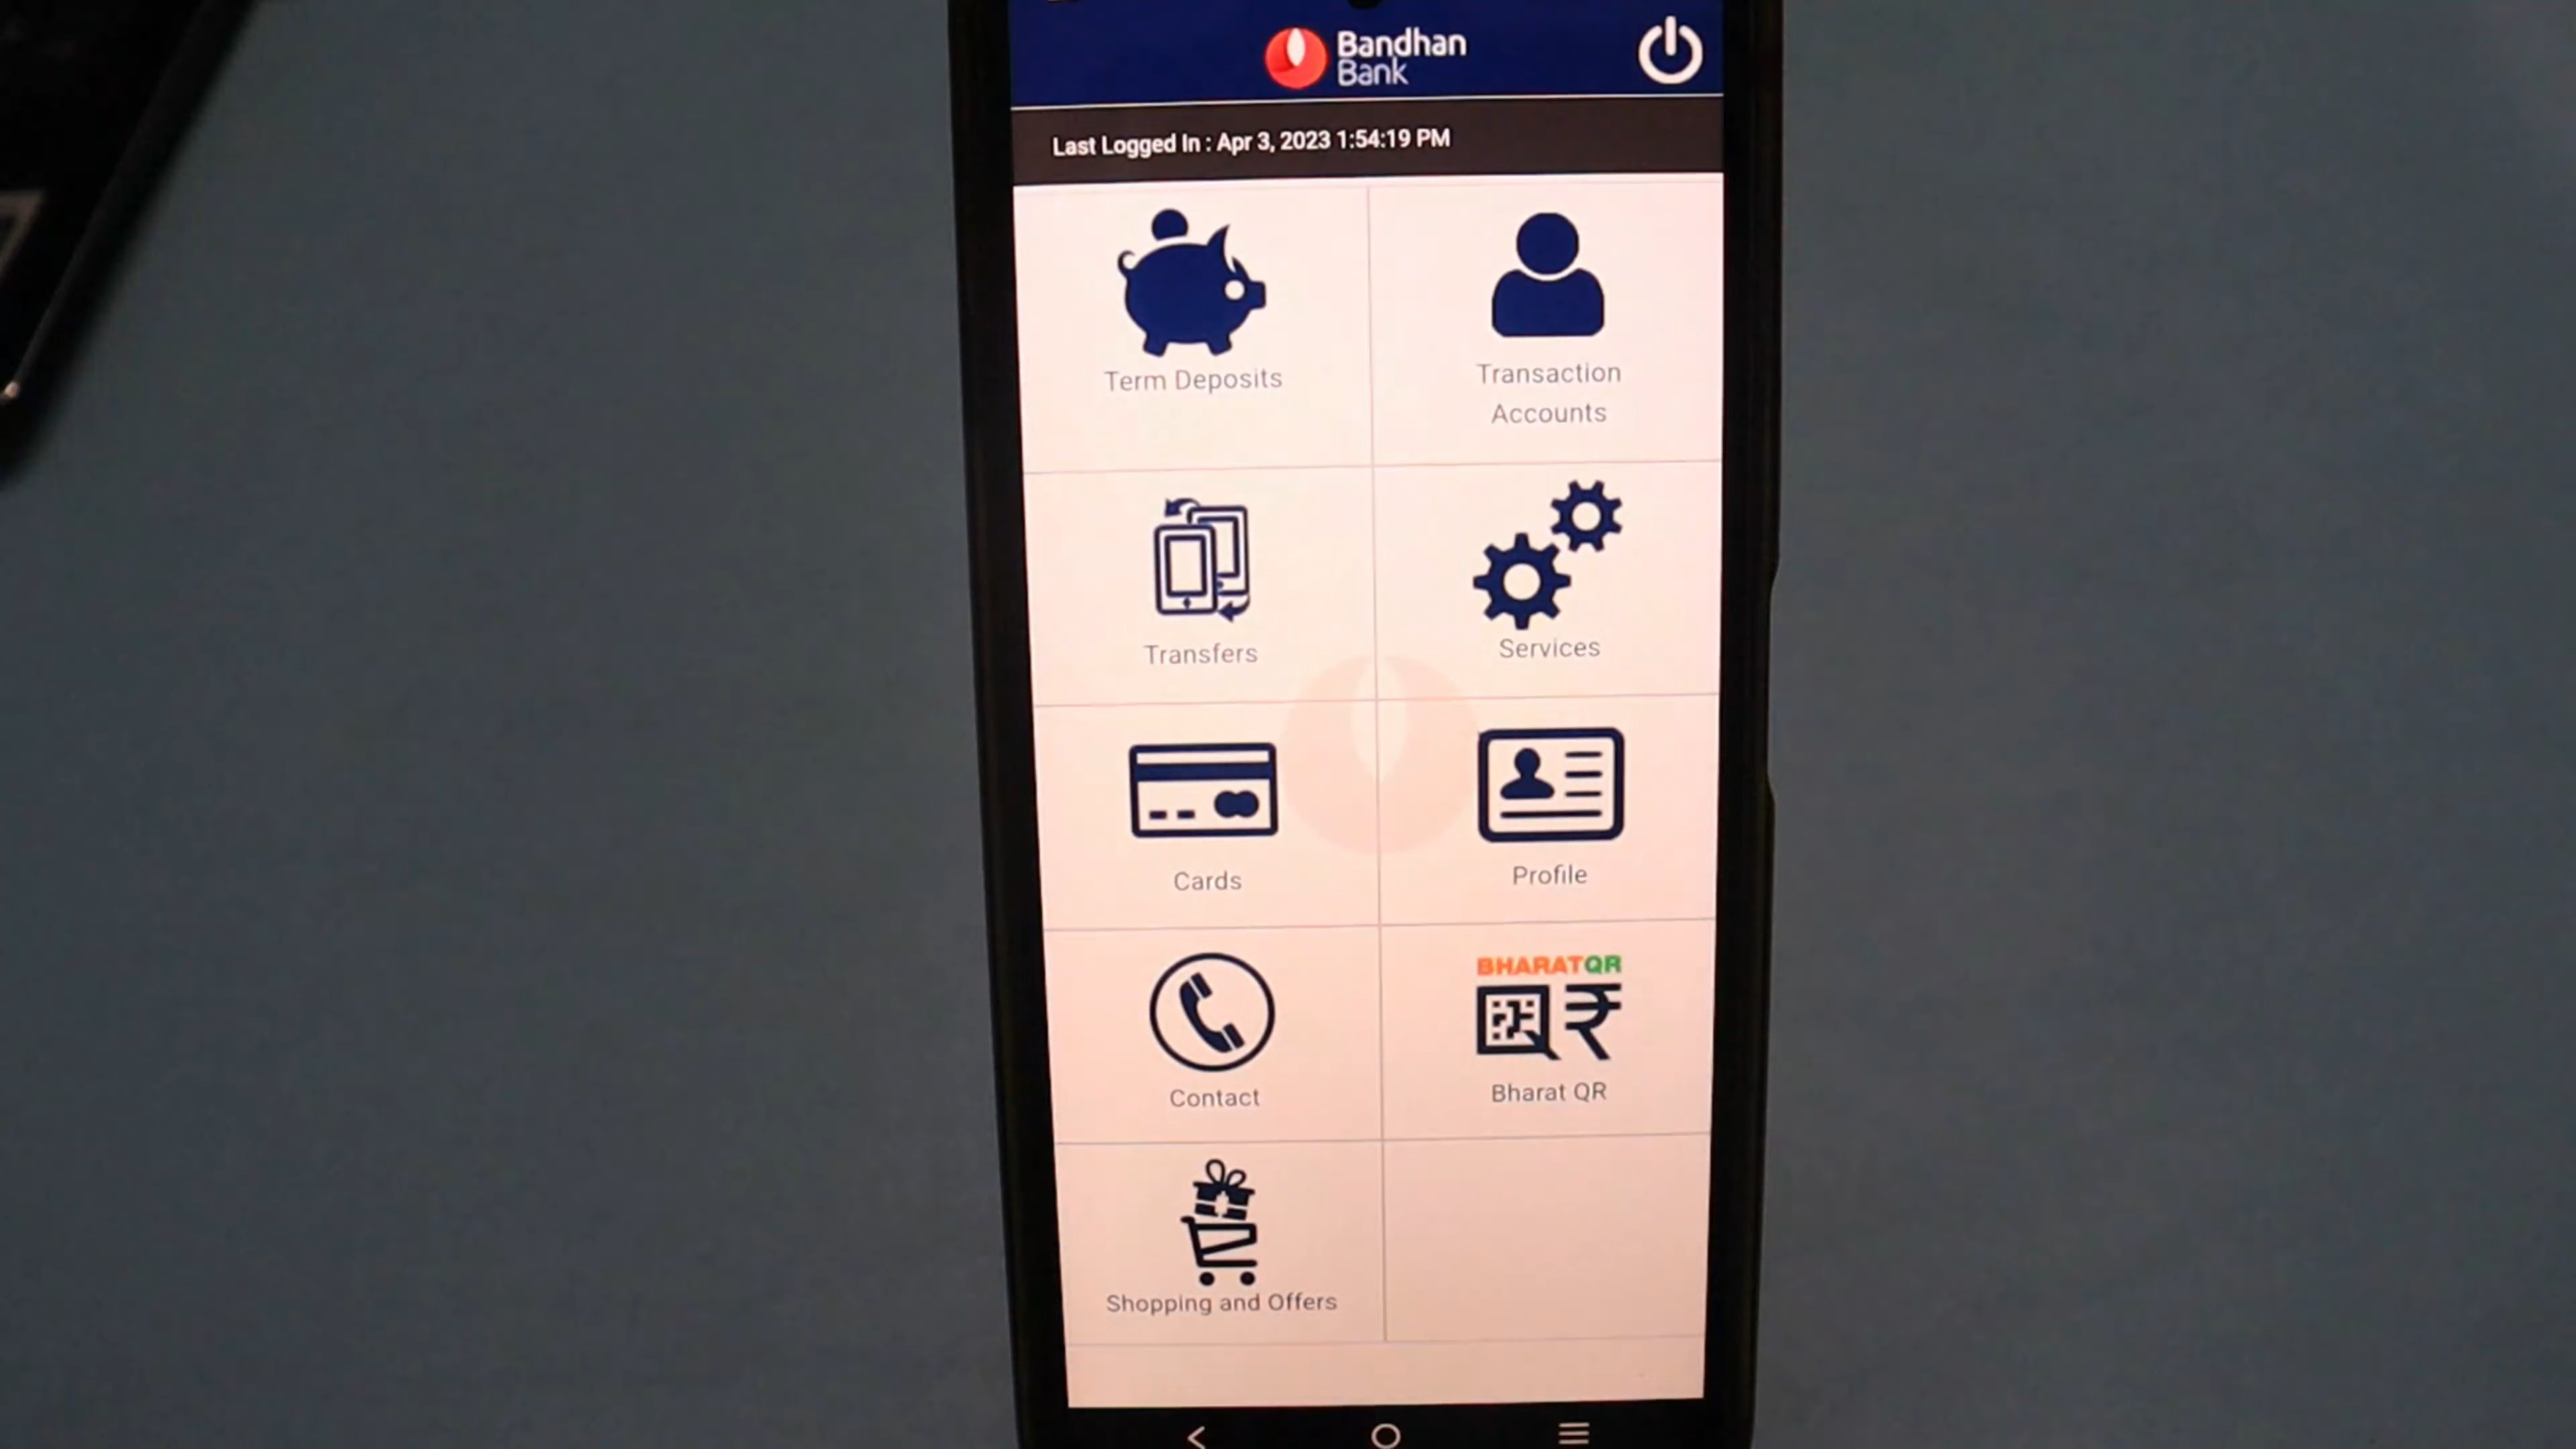 Bandhan
Bank
Last Logged In : Apr 3, 2023 1:54:19 PM
Term Deposits
Transaction
Accounts
Transfers
Services
Cards
Profile
BHARATQR
Contact
Bharat QR
Shopping and Offers